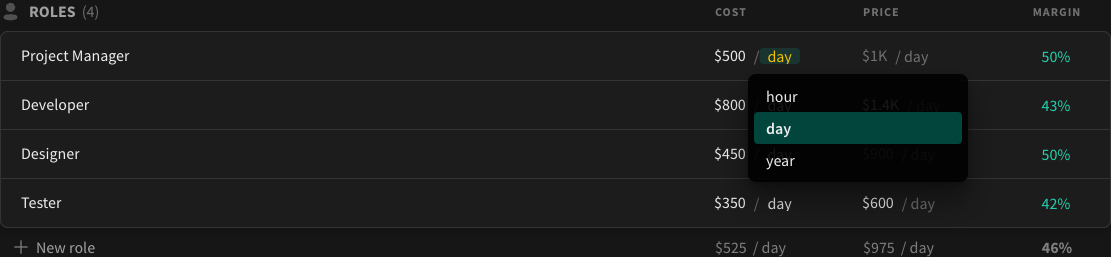 ROLES (4) COST PRICE MARGIN
Project Manager $500 / day $1K / day 50%
hour
Developer $800 $1.4K / day 43%
day
Designer $450 day $900 / day 50%
year
Tester $350 / day $600 / day 42%
New role $525 / day $975 / day 46%